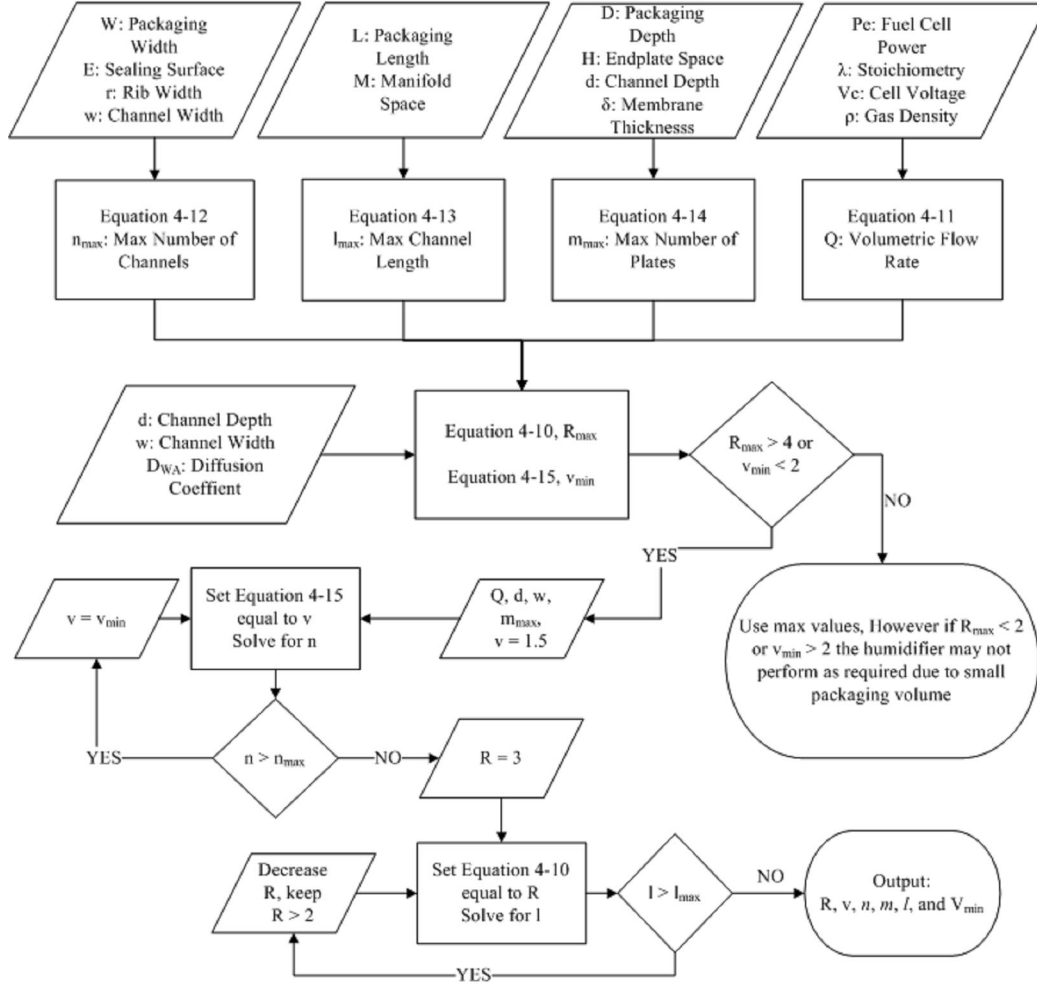 W: Packaging
Width
E: Sealing Surface
r: Rib Width
w: Channel Width
L: Packaging
Length
M: Manifold
Space
D: Packaging
Depth
H: Endplate Space
d: Channel Depth
δ: Membrane
Thicknesss
Pe: Fuel Cell
Power
λ: Stoichiometry
Vc: Cell Voltage
ρ: Gas Density
Equation 4-12
nmax: Max Number of
Channels
Equation 4-13
lmax: Max Channel
Length
Equation 4-14
mmax: Max Number of
Plates
Equation 4-11
Q: Volumetric Flow
Rate
d: Channel Depth
w: Channel Width
DWA: Diffusion
Coeffient
Equation 4-10, Rmax
Equation 4-15, vmin
Rmax > 4 or
vmin < 2
NO
YES
v = vmin
Set Equation 4-15
equal to v
Solve for n
Q, d, w,
mmax,
v = 1.5
Use max values, However if Rmax < 2
or vmin > 2 the humidifier may not
perform as required due to small
packaging volume
YES
n > nmax
NO
R = 3
Decrease
R, keep
R > 2
Set Equation 4-10
equal to R
Solve for l
l > lmax
NO
Output:
R, v, n, m, l, and Vmin
YES